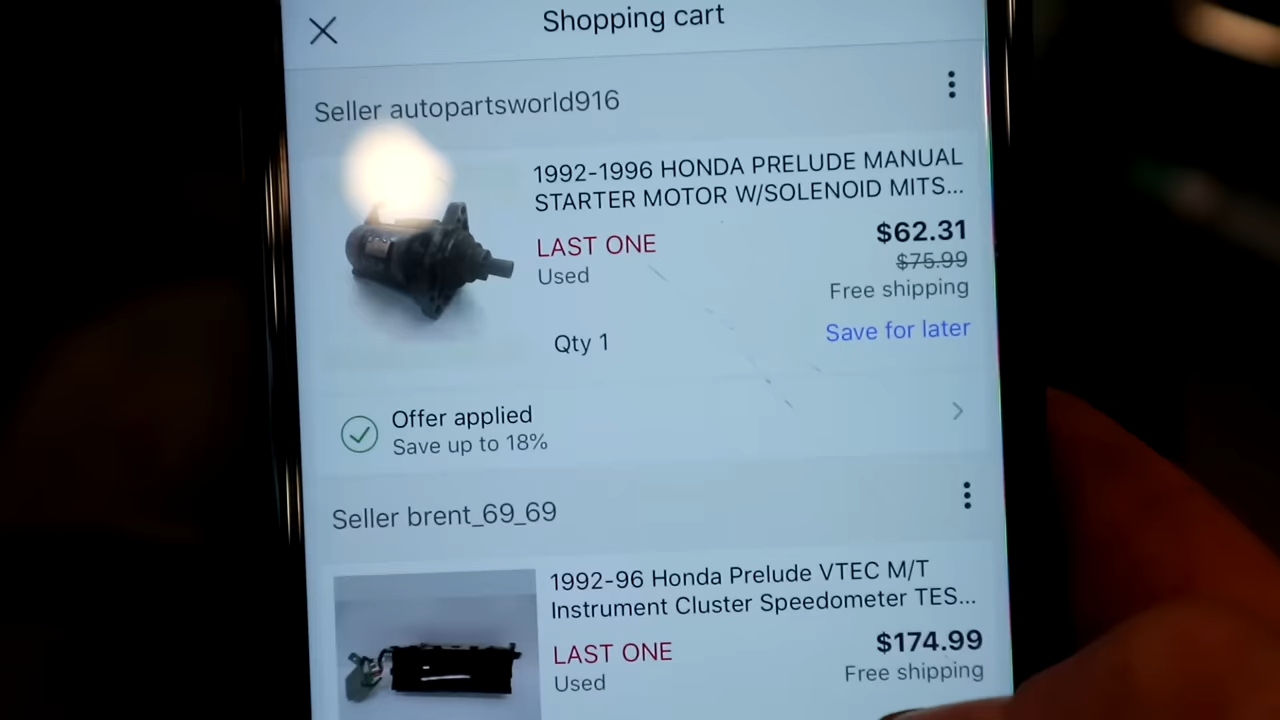 Shopping cart
Seller autopartsworld916
1992-1996 HONDA PRELUDE MANUAL
STARTER MOTOR W/SOLENOID MITS...
LAST ONE
$62.31
Used
$75.99
Free shipping
Qty 1
Save for later
Offer applied
Save up to 18%
Seller brent_69_69
1992-96 Honda Prelude VTEC M/T
Instrument Cluster Speedometer TES...
LAST ONE
$174.99
Used
Free shipping